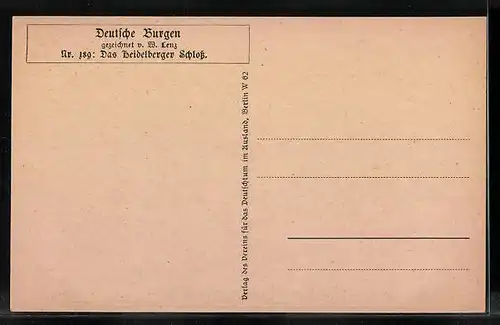 Deutsche Burgen
gezeichnet v. W. Lenz
Nr. 189: Das Heidelberger Schloß.
Verlag des Vereins für das Deutschtum im Ausland, Berlin W 62